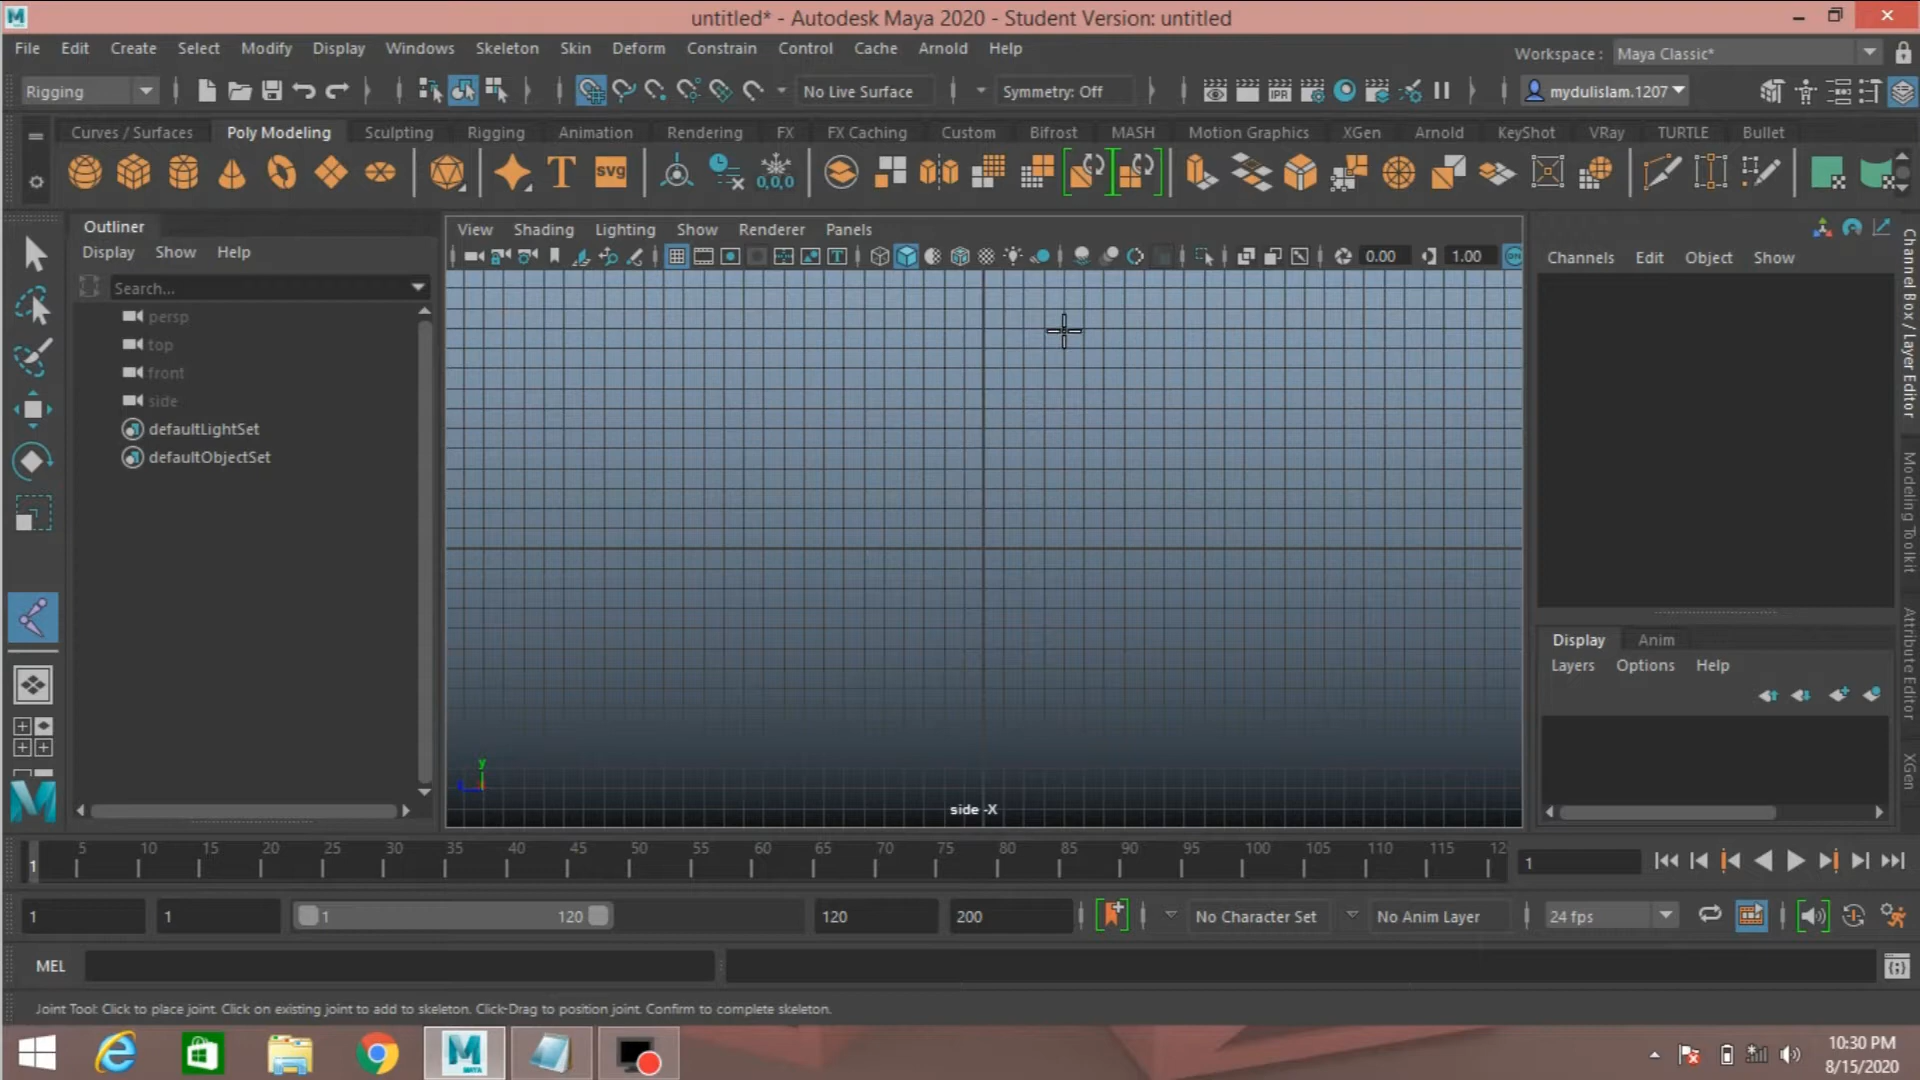 untitled* - Autodesk Maya 2020 - Student Version: untitled
File Edit Create Select Modify Display Windows Skeleton Skin Deform Constrain Control Cache Arnold Help
Workspace : Maya Classic*
Rigging No Live Surface Symmetry: Off IPR mydulislam.1207
Curves / Surfaces Poly Modeling Sculpting Rigging Animation Rendering FX FX Caching Custom Bifrost MASH Motion Graphics XGen Arnold KeyShot VRay TURTLE Bullet
T svg 0,0,0
Outliner
Display Show Help
Search...
persp
top
front
side
defaultLightSet
defaultObjectSet
View Shading Lighting Show Renderer Panels
0.00 1.00 ON
y
side -X
Channels Edit Object Show
Display Anim
Layers Options Help
Channel Box / Layer Editor
Modeling Toolkit
Attribute Editor
XGen
1 5 10 15 20 25 30 35 40 45 50 55 60 65 70 75 80 85 90 95 100 105 110 115 12
1
1 1 1 120 120 200 No Character Set No Anim Layer 24 fps
MEL
Joint Tool: Click to place joint. Click on existing joint to add to skeleton. Click-Drag to position joint. Confirm to complete skeleton.
MAYA
10:30 PM
8/15/2020